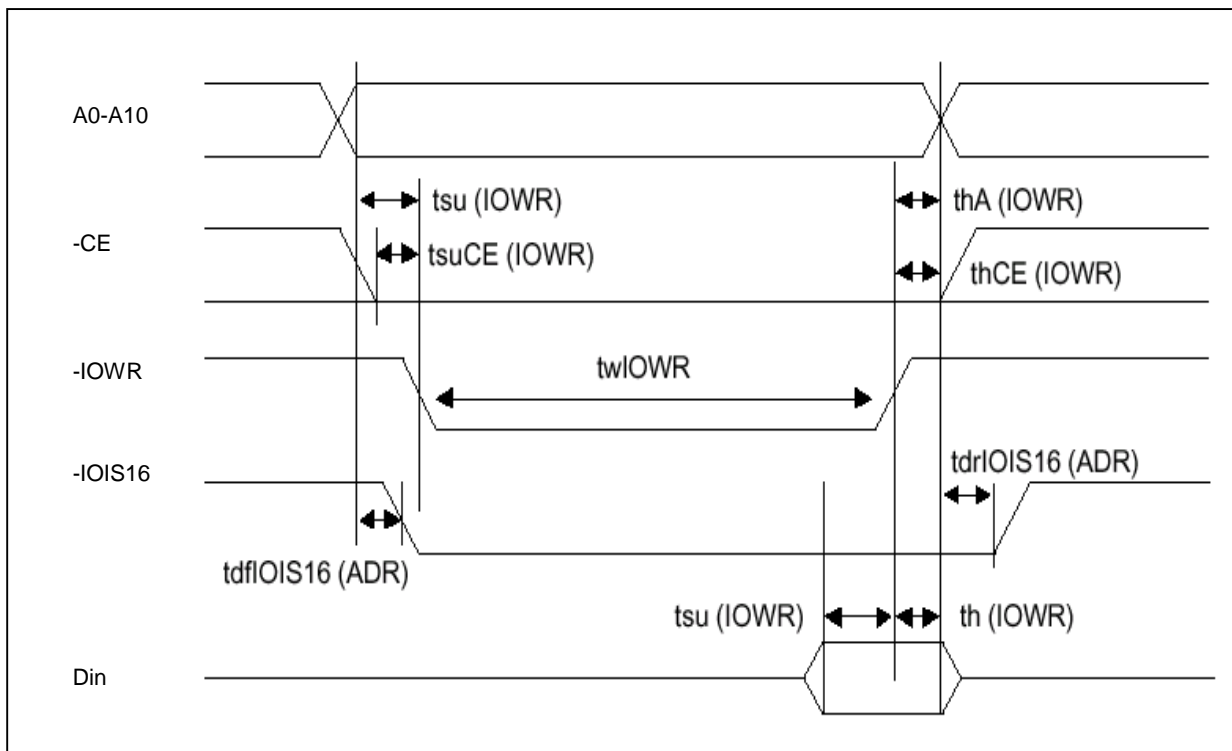 A0-A10
tsu (IOWR)
thA (IOWR)
-CE
tsuCE (IOWR)
thCE (IOWR)
-IOWR
twIOWR
-IOIS16
tdrIOIS16 (ADR)
tdfIOIS16 (ADR)
tsu (IOWR)
th (IOWR)
Din